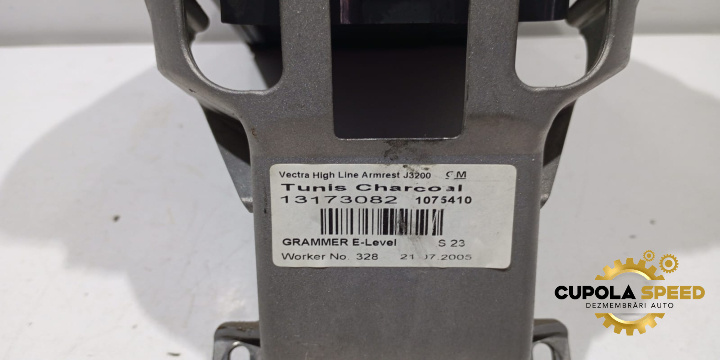 Vectra High Line Armrest J3200 GM
Tunis Charcoal
13173082 1075410
GRAMMER E-Level S 23
Worker No. 328 21.07.2005
CUPOLA SPEED
DEZMEMBRĂRI AUTO